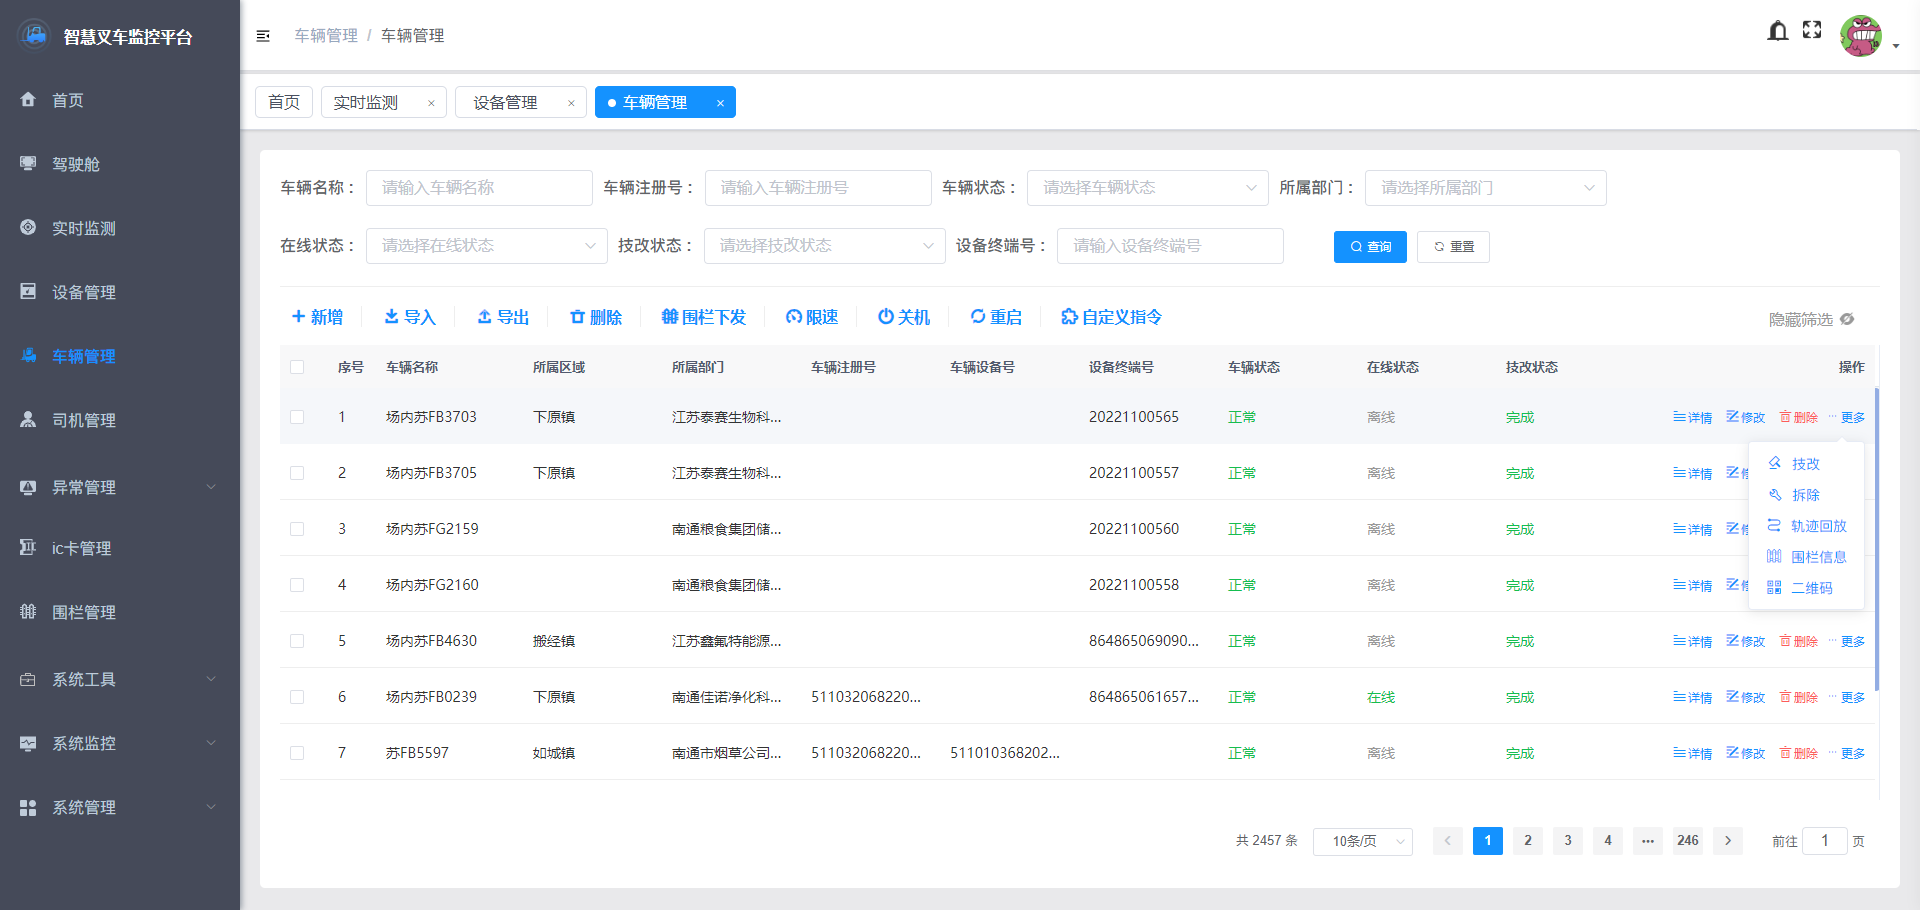 智慧叉车监控平台
车辆管理 / 车辆管理
首页
实时监测 ×
设备管理 ×
车辆管理 ×
首页
驾驶舱
实时监测
设备管理
车辆管理
司机管理
异常管理
ic卡管理
围栏管理
系统工具
系统监控
系统管理
车辆名称： 请输入车辆名称 车辆注册号： 请输入车辆注册号 车辆状态： 请选择车辆状态 所属部门： 请选择所属部门
在线状态： 请选择在线状态 技改状态： 请选择技改状态 设备终端号： 请输入设备终端号 查询 重置
新增 导入 导出 删除 围栏下发 限速 关机 重启 自定义指令 隐藏筛选
序号 车辆名称 所属区域 所属部门 车辆注册号 车辆设备号 设备终端号 车辆状态 在线状态 技改状态 操作
1 场内苏FB3703 下原镇 江苏泰赛生物科... 20221100565 正常 离线 完成 详情 修改 删除 ··· 更多
2 场内苏FB3705 下原镇 江苏泰赛生物科... 20221100557 正常 离线 完成 详情
3 场内苏FG2159 南通粮食集团储... 20221100560 正常 离线 完成 详情
4 场内苏FG2160 南通粮食集团储... 20221100558 正常 离线 完成 详情
技改
拆除
轨迹回放
围栏信息
二维码
5 场内苏FB4630 搬经镇 江苏鑫氟特能源... 864865069090... 正常 离线 完成 详情 修改 删除 ··· 更多
6 场内苏FB0239 下原镇 南通佳诺净化科... 511032068220... 864865061657... 正常 在线 完成 详情 修改 删除 ··· 更多
7 苏FB5597 如城镇 南通市烟草公司... 511032068220... 511010368202... 正常 离线 完成 详情 修改 删除 ··· 更多
共 2457 条 10条/页 1 2 3 4 ··· 246 前往 1 页